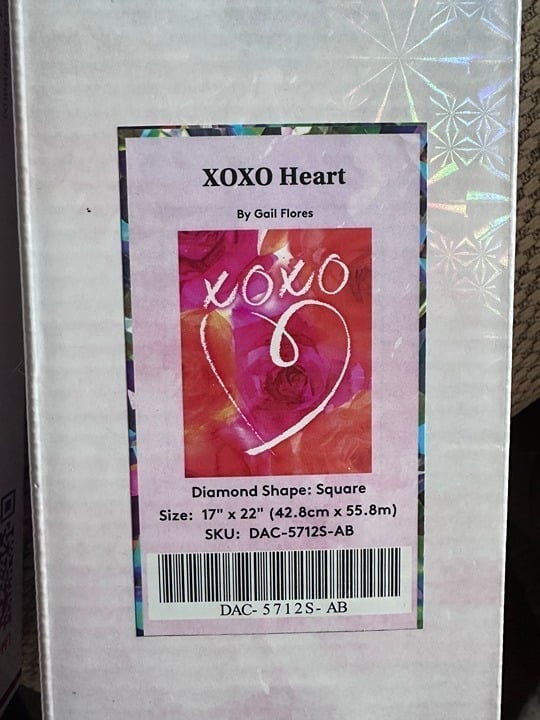 XOXO Heart
By Gail Flores
XOXO
Diamond Shape: Square
Size: 17" x 22" (42.8cm x 55.8m)
SKU: DAC-5712S-AB
DAC- 5712S- AB